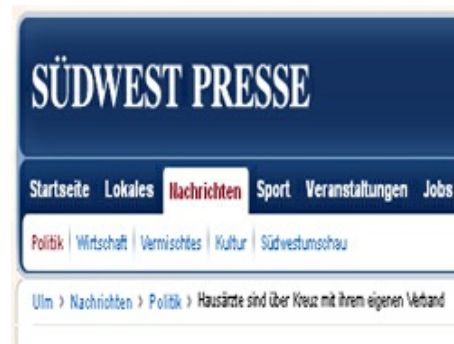 SÜDWEST PRESSE
Startseite Lokales Nachrichten Sport Veranstaltungen Jobs
Politik | Wirtschaft | Vermischtes | Kultur | Südwestumschau
Ulm > Nachrichten > Politik > Hausärzte sind über Kreuz mit ihrem eigenen Verband